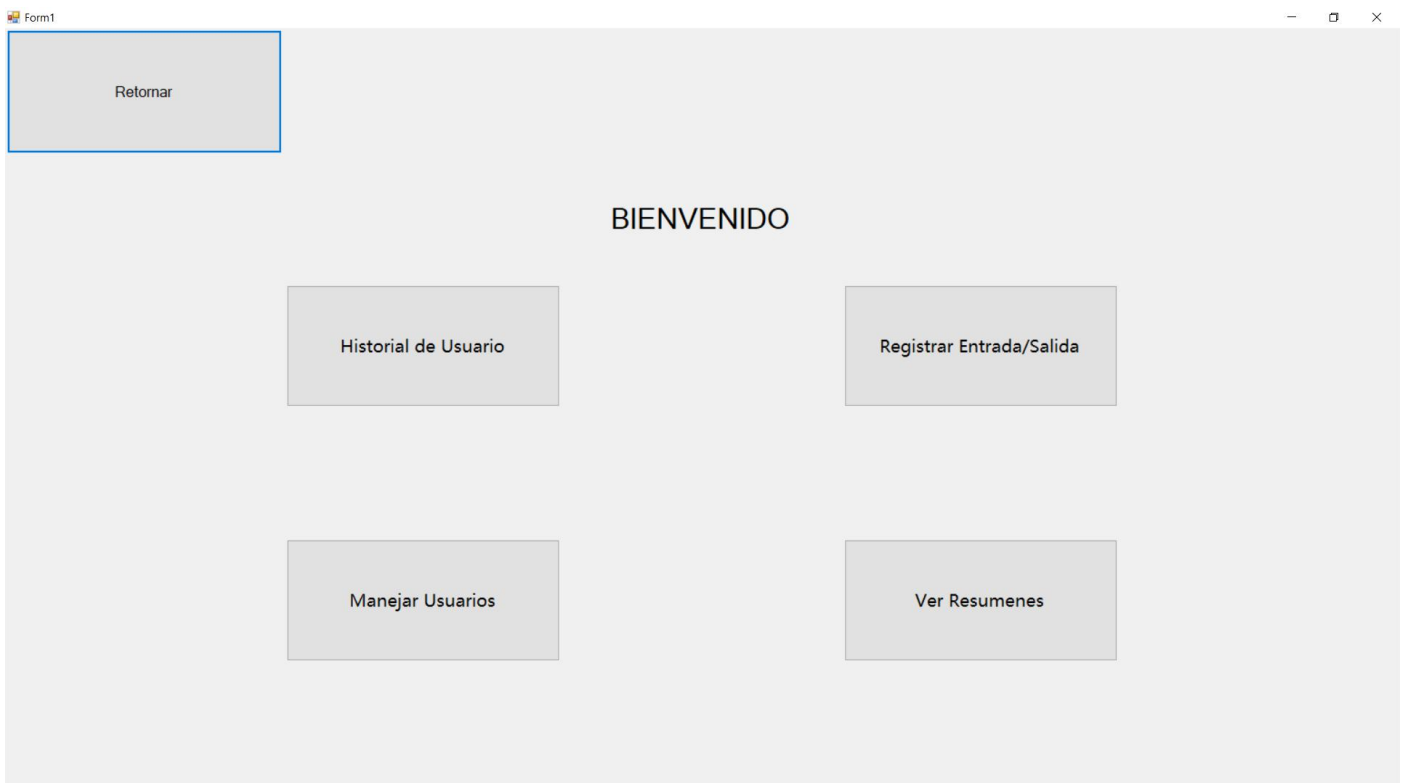 Form1
Retornar
BIENVENIDO
Historial de Usuario
Registrar Entrada/Salida
Manejar Usuarios
Ver Resumenes